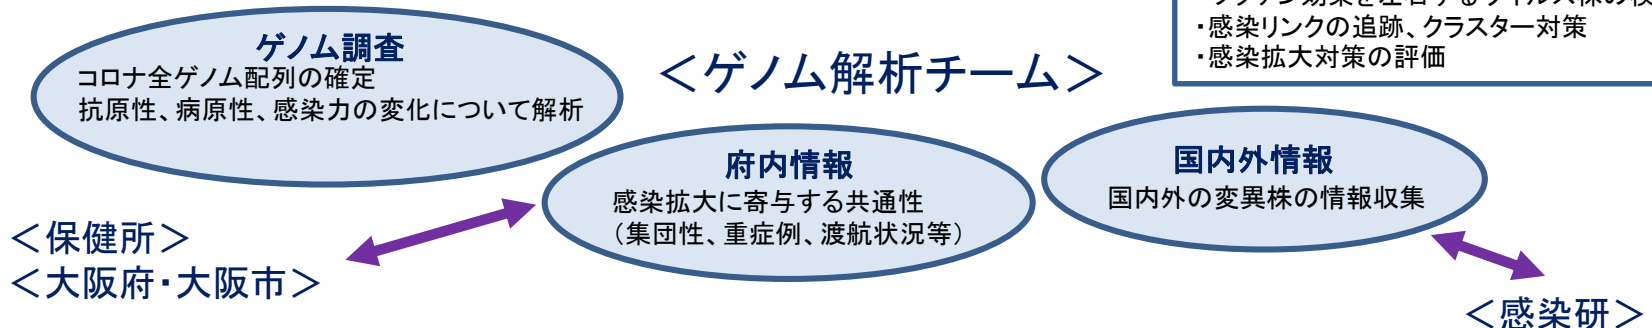 ゲノム調査
コロナ全ゲノム配列の確定
抗原性、病原性、感染力の変化について解析
＜ゲノム解析チーム＞
・感染リンクの追跡、クラスター対策
・感染拡大対策の評価
府内情報
感染拡大に寄与する共通性
（集団性、重症例、渡航状況等）
国内外情報
国内外の変異株の情報収集
＜保健所＞
＜大阪府・大阪市＞
＜感染研＞